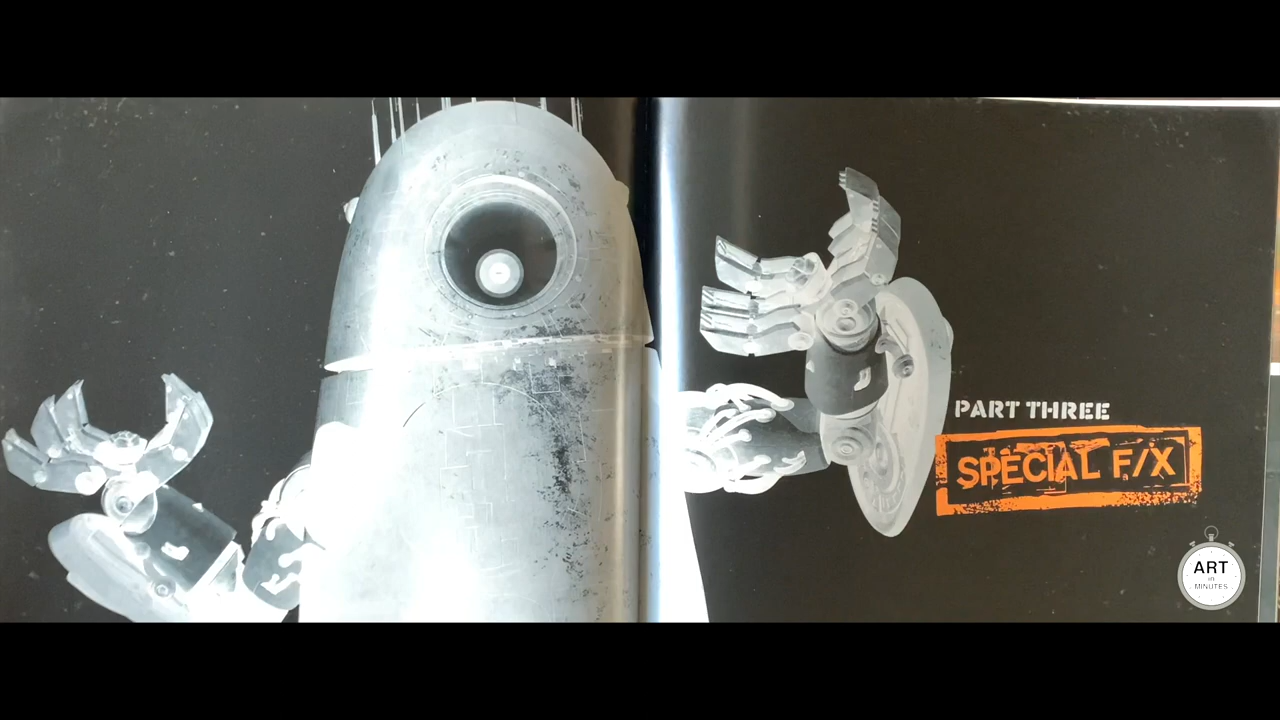 PART THREE
SPECIAL F/X
ART
in
MINUTES